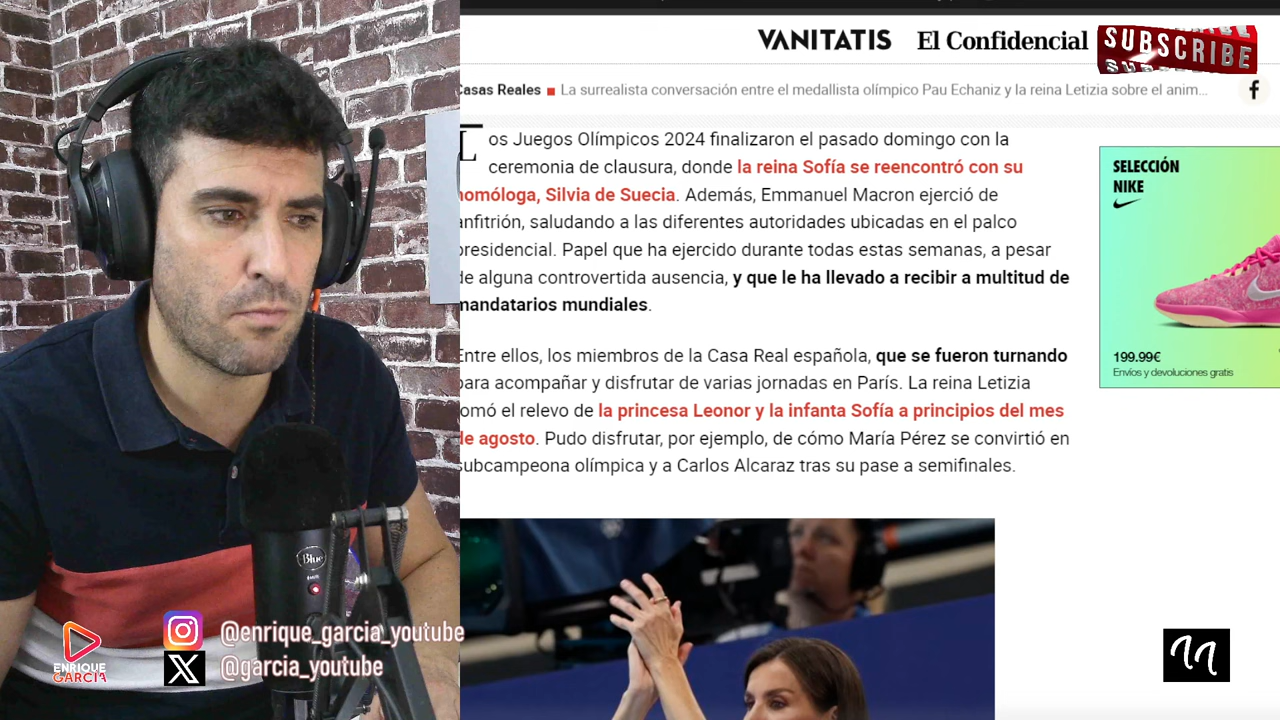 VANITATIS El Confidencial
SUBSCRIBE
Casas Reales La surrealista conversación entre el medallista olímpico Pau Echaniz y la reina Letizia sobre el anim...
Los Juegos Olímpicos 2024 finalizaron el pasado domingo con la
ceremonia de clausura, donde la reina Sofía se reencontró con su
homóloga, Silvia de Suecia. Además, Emmanuel Macron ejerció de
anfitrión, saludando a las diferentes autoridades ubicadas en el palco
presidencial. Papel que ha ejercido durante todas estas semanas, a pesar
de alguna controvertida ausencia, y que le ha llevado a recibir a multitud de
mandatarios mundiales.
Entre ellos, los miembros de la Casa Real española, que se fueron turnando
para acompañar y disfrutar de varias jornadas en París. La reina Letizia
tomó el relevo de la princesa Leonor y la infanta Sofía a principios del mes
de agosto. Pudo disfrutar, por ejemplo, de cómo María Pérez se convirtió en
subcampeona olímpica y a Carlos Alcaraz tras su pase a semifinales.
SELECCIÓN
NIKE
199.99€
Envíos y devoluciones gratis
Blue
ENRIQUE
GARCIA
@enrique_garcia_youtube
@garcia_youtube